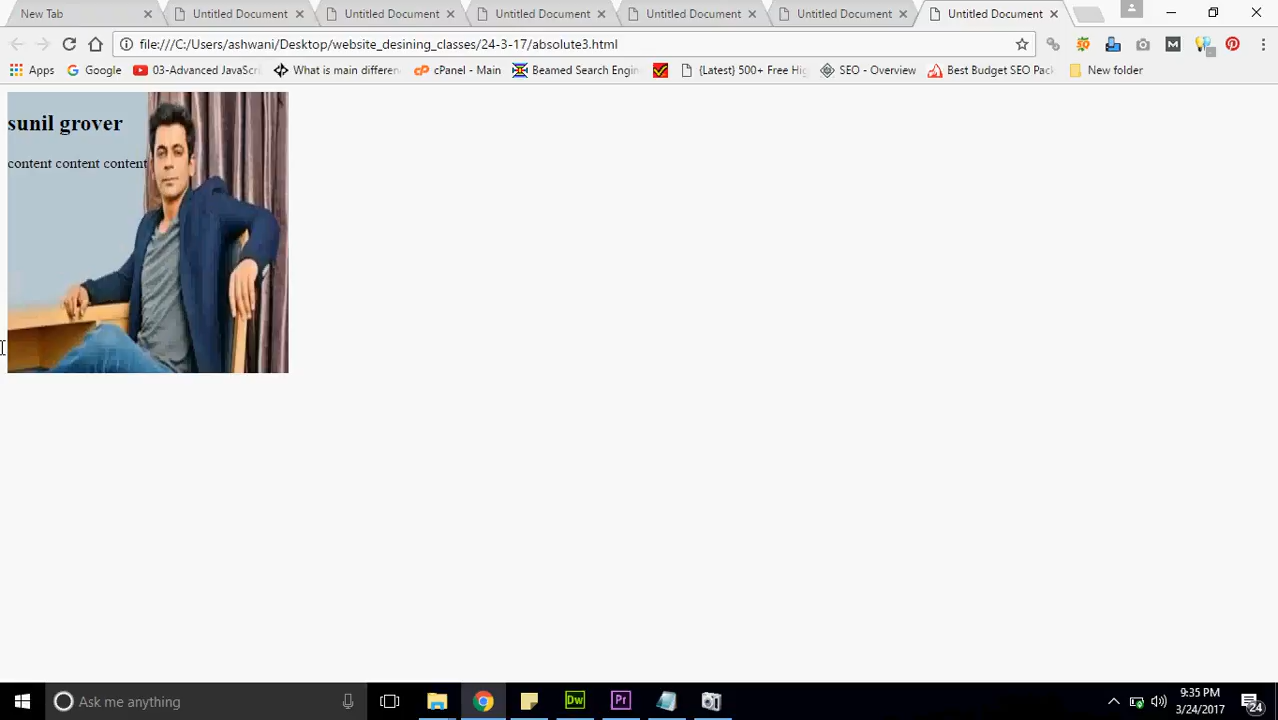 New Tab
Untitled Document
Untitled Document
Untitled Document
Untitled Document
Untitled Document
Untitled Document
file:///C:/Users/ashwani/Desktop/website_desining_classes/24-3-17/absolute3.html
Apps
Google
03-Advanced JavaScri
What is main differen
cPanel - Main
Beamed Search Engin
{Latest} 500+ Free Hi
SEO - Overview
Best Budget SEO Pack
New folder
sunil grover
content content content
Ask me anything
Dw
Pr
9:35 PM
3/24/2017
24